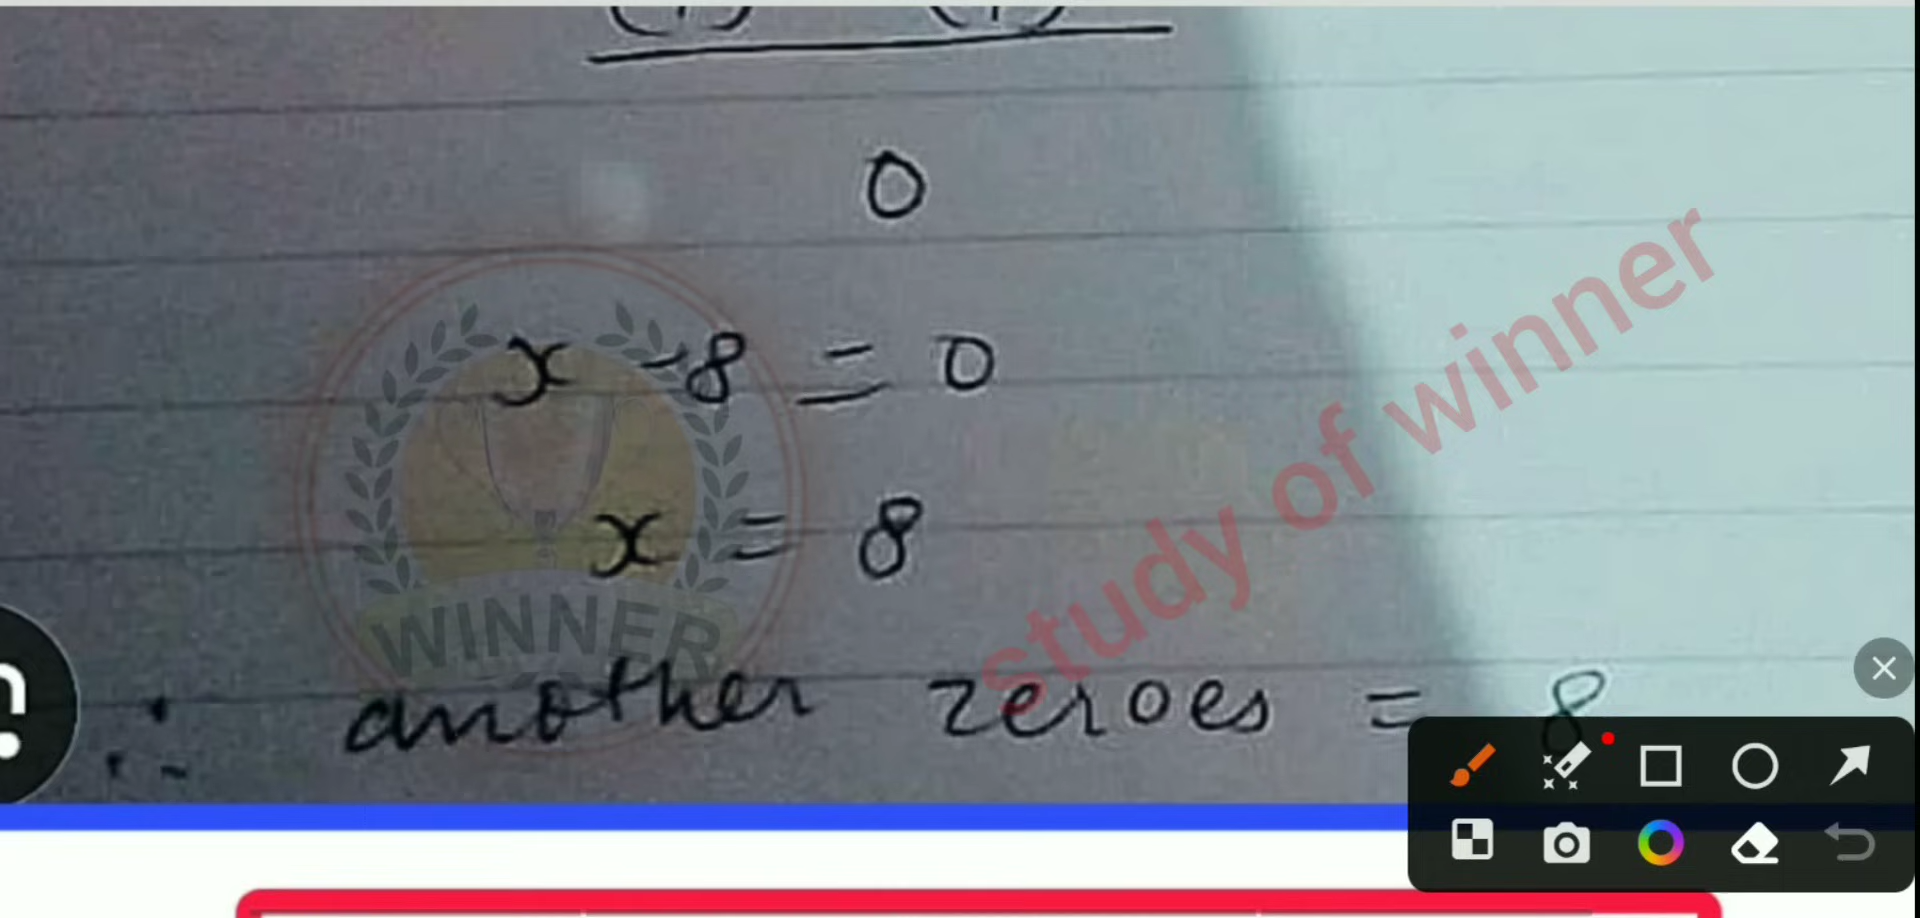 0
x - 8 = 0
x = 8
WINNER
∴ another zeroes = 8
study of winner